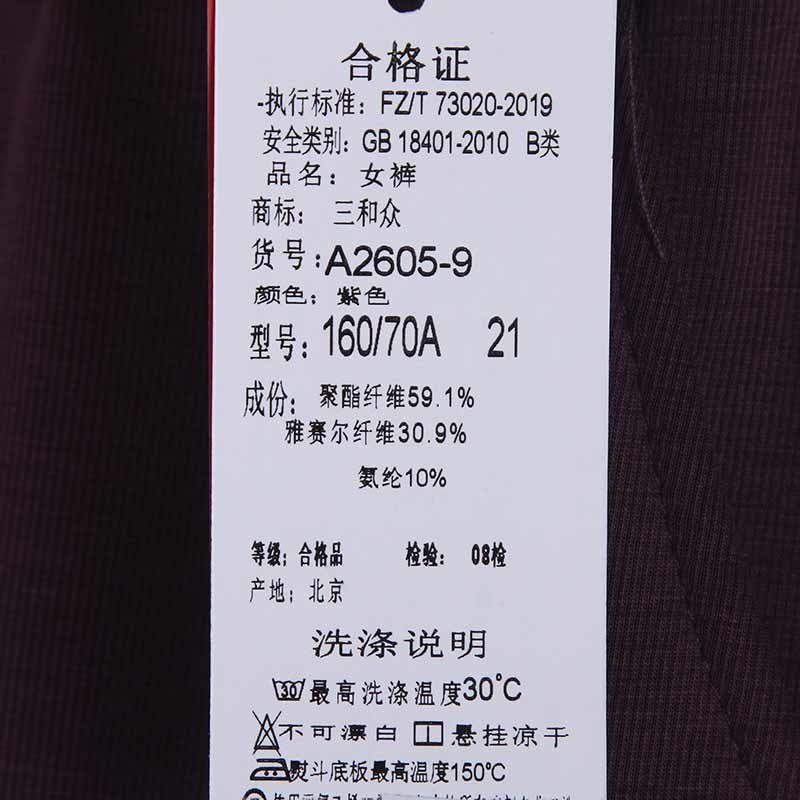 合格证
-执行标准：FZ/T 73020-2019
安全类别：GB 18401-2010 B类
品名：女裤
商标：三和众
货号：A2605-9
颜色：紫色
型号：160/70A 21
成份：聚酯纤维59.1%
雅赛尔纤维30.9%
氨纶10%
等级；合格品 检验：08检
产地；北京
洗涤说明
30 最高洗涤温度30℃
不可漂白 悬挂凉干
熨斗底板最高温度150℃